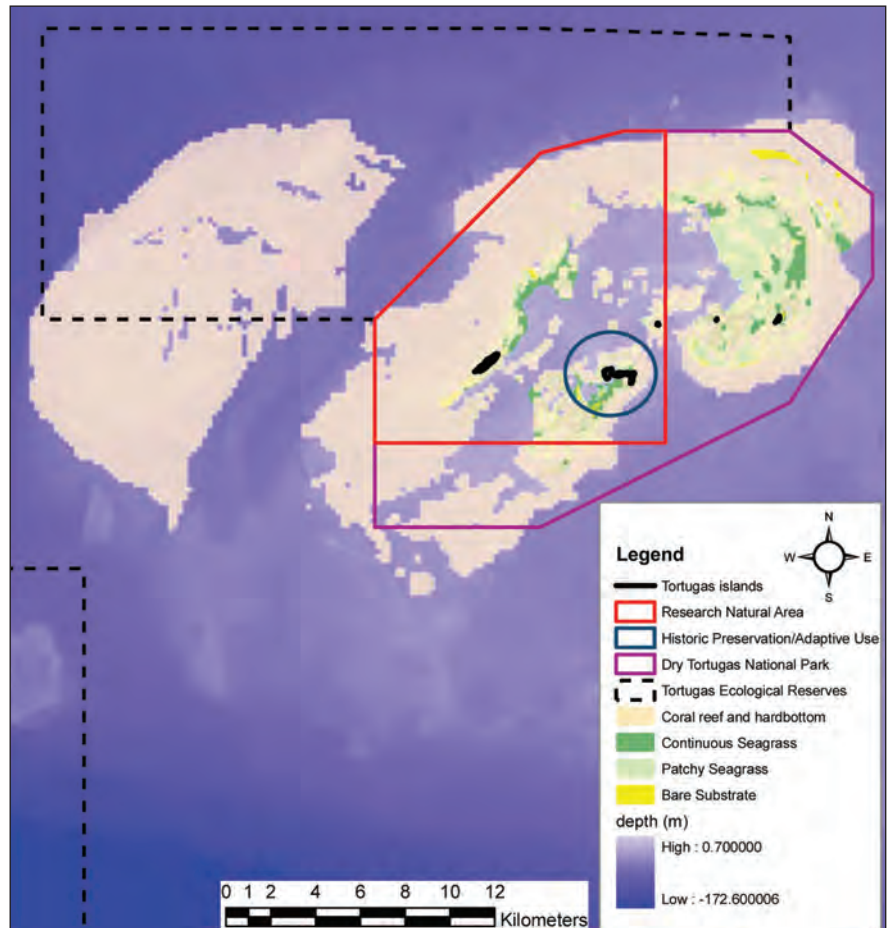 N
W E
S
Legend
Tortugas islands
Research Natural Area
Historic Preservation/Adaptive Use
Dry Tortugas National Park
Tortugas Ecological Reserves
Coral reef and hardbottom
Continuous Seagrass
Patchy Seagrass
Bare Substrate
depth (m)
High : 0.700000
Low : -172.600006
0 1 2 4 6 8 10 12
Kilometers